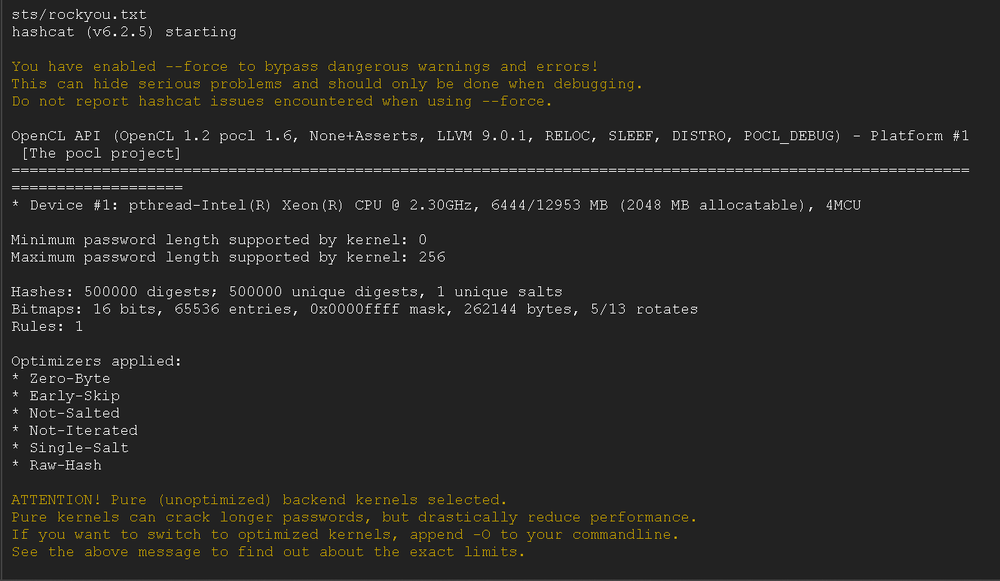 sts/rockyou.txt
hashcat (v6.2.5) starting
You have enabled --force to bypass dangerous warnings and errors!
This can hide serious problems and should only be done when debugging.
Do not report hashcat issues encountered when using --force.
OpenCL API (OpenCL 1.2 pocl 1.6, None+Asserts, LLVM 9.0.1, RELOC, SLEEF, DISTRO, POCL_DEBUG) - Platform #1
 [The pocl project]
==========================================================================================================
===================
* Device #1: pthread-Intel(R) Xeon(R) CPU @ 2.30GHz, 6444/12953 MB (2048 MB allocatable), 4MCU
Minimum password length supported by kernel: 0
Maximum password length supported by kernel: 256
Hashes: 500000 digests; 500000 unique digests, 1 unique salts
Bitmaps: 16 bits, 65536 entries, 0x0000ffff mask, 262144 bytes, 5/13 rotates
Rules: 1
Optimizers applied:
* Zero-Byte
* Early-Skip
* Not-Salted
* Not-Iterated
* Single-Salt
* Raw-Hash
ATTENTION! Pure (unoptimized) backend kernels selected.
Pure kernels can crack longer passwords, but drastically reduce performance.
If you want to switch to optimized kernels, append -O to your commandline.
See the above message to find out about the exact limits.